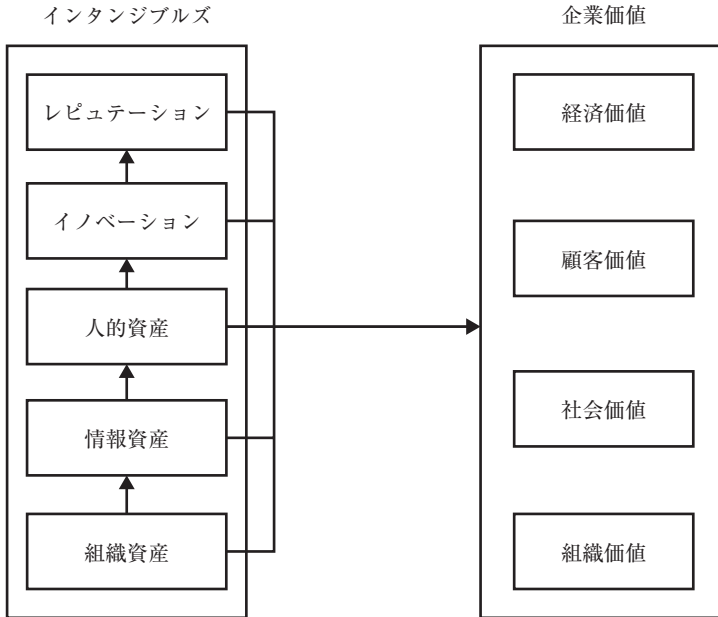 インタンジブルズ
レピュテーション
イノベーション
人的資産
情報資産
組織資産
企業価値
経済価値
顧客価値
社会価値
組織価値